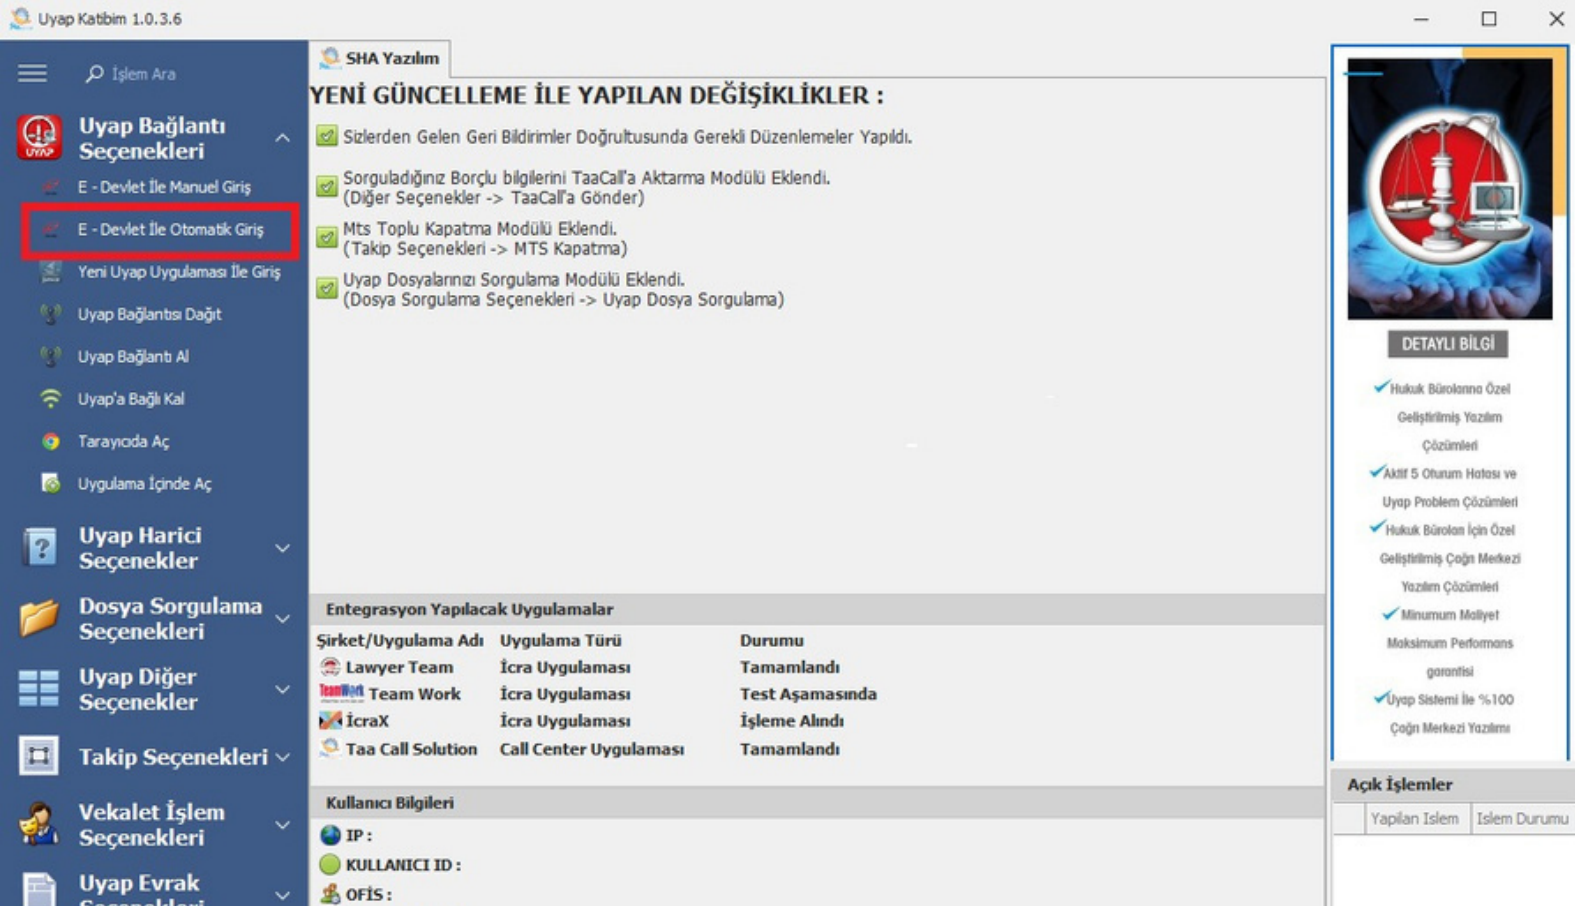 Uyap Katibim 1.0.3.6
İşlem Ara
Uyap Bağlantı
Seçenekleri
UYAP
E - Devlet İle Manuel Giriş
E - Devlet İle Otomatik Giriş
Yeni Uyap Uygulaması İle Giriş
Uyap Bağlantısı Dağıt
Uyap Bağlantı Al
Uyap'a Bağlı Kal
Tarayıcıda Aç
Uygulama İçinde Aç
Uyap Harici
Seçenekler
Dosya Sorgulama
Seçenekleri
Uyap Diğer
Seçenekler
Takip Seçenekleri
Vekalet İşlem
Seçenekleri
Uyap Evrak
Seçenekleri
SHA Yazılım
YENİ GÜNCELLEME İLE YAPILAN DEĞİŞİKLİKLER :
Sizlerden Gelen Geri Bildirimler Doğrultusunda Gerekli Düzenlemeler Yapıldı.
Sorguladığınız Borçlu bilgilerini TaaCall'a Aktarma Modülü Eklendi.
(Diğer Seçenekler -> TaaCall'a Gönder)
Mts Toplu Kapatma Modülü Eklendi.
(Takip Seçenekleri -> MTS Kapatma)
Uyap Dosyalarınızı Sorgulama Modülü Eklendi.
(Dosya Sorgulama Seçenekleri -> Uyap Dosya Sorgulama)
Entegrasyon Yapılacak Uygulamalar
Şirket/Uygulama Adı Uygulama Türü Durumu
Lawyer Team İcra Uygulaması Tamamlandı
TeamWork Team Work İcra Uygulaması Test Aşamasında
İcraX İcra Uygulaması İşleme Alındı
Taa Call Solution Call Center Uygulaması Tamamlandı
Kullanıcı Bilgileri
IP :
KULLANICI ID :
OFİS :
DETAYLI BİLGİ
Hukuk Bürolarına Özel
Geliştirilmiş Yazılım
Çözümleri
Aktif 5 Oturum Hatası ve
Uyap Problem Çözümleri
Hukuk Büroları İçin Özel
Geliştirilmiş Çağrı Merkezi
Yazılım Çözümleri
Minumum Maliyet
Maksimum Performans
garantisi
Uyap Sistemi İle %100
Çağrı Merkezi Yazılımı
Açık İşlemler
Yapilan Islem Islem Durumu